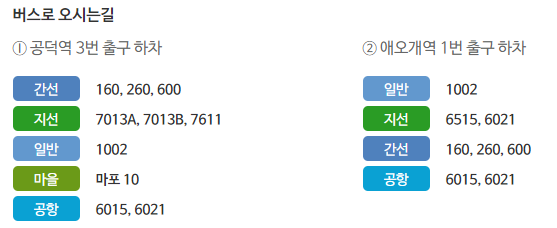 버스로 오시는길
① 공덕역 3번 출구 하차
간선 160, 260, 600
지선 7013A, 7013B, 7611
일반 1002
마을 마포 10
공항 6015, 6021
② 애오개역 1번 출구 하차
일반 1002
지선 6515, 6021
간선 160, 260, 600
공항 6015, 6021